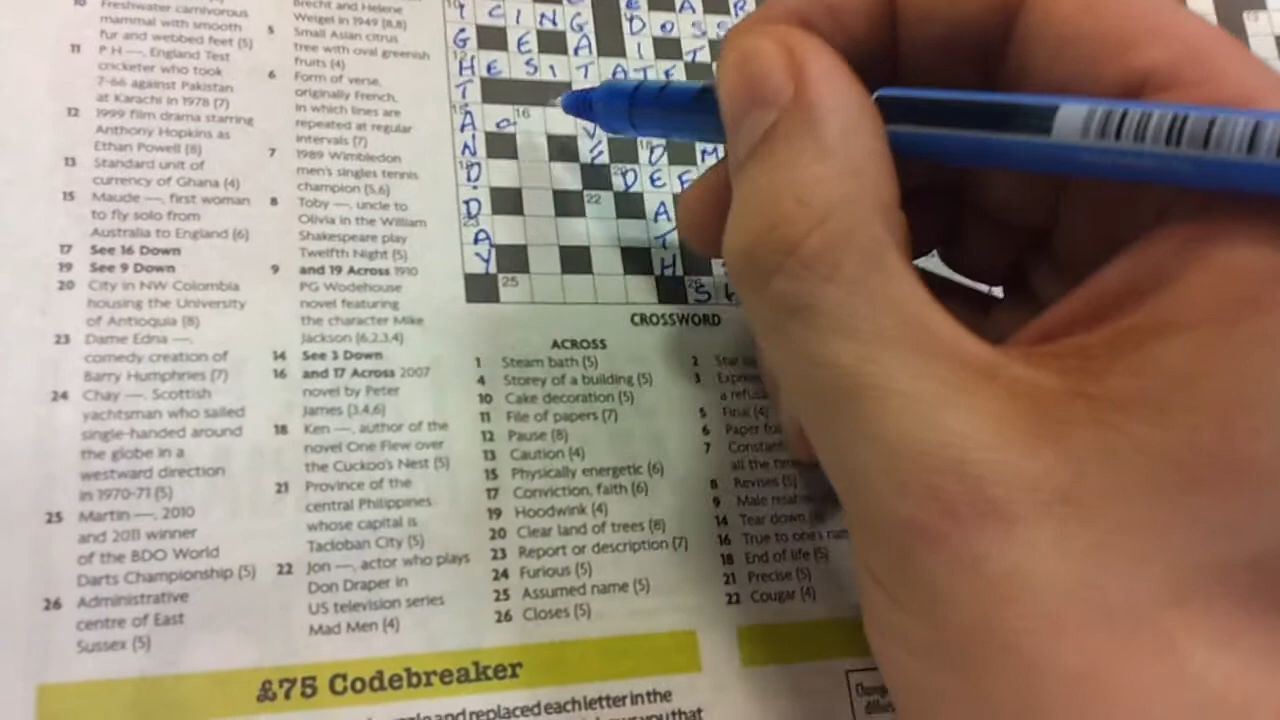 10 Freshwater carnivorous
mammal with smooth
fur and webbed feet (5)
11 P H —, England Test
cricketer who took
7-66 against Pakistan
at Karachi in 1978 (7)
12 1999 film drama starring
Anthony Hopkins as
Ethan Powell (8)
13 Standard unit of
currency of Ghana (4)
15 Maude —, first woman
to fly solo from
Australia to England (6)
17 See 16 Down
19 See 9 Down
20 City in NW Colombia
housing the University
of Antioquia (8)
23 Dame Edna —,
comedy creation of
Barry Humphries (7)
24 Chay —, Scottish
yachtsman who sailed
single-handed around
the globe in a
westward direction
in 1970-71 (5)
25 Martin —, 2010
and 2011 winner
of the BDO World
Darts Championship (5)
26 Administrative
centre of East
Sussex (5)
Brecht and Helene
Weigel in 1949 (8,8)
5 Small Asian citrus
tree with oval greenish
fruits (4)
6 Form of verse,
originally French,
in which lines are
repeated at regular
intervals (7)
7 1989 Wimbledon
men's singles tennis
champion (5,6)
8 Toby —, uncle to
Olivia in the William
Shakespeare play
Twelfth Night (5)
9 and 19 Across 1910
PG Wodehouse
novel featuring
the character Mike
Jackson (6,2,3,4)
14 See 3 Down
16 and 17 Across 2007
novel by Peter
James (3,4,6)
18 Ken —, author of the
novel One Flew over
the Cuckoo's Nest (5)
21 Province of the
central Philippines
whose capital is
Tacloban City (5)
22 Jon —, actor who plays
Don Draper in
US television series
Mad Men (4)
ICING
HESITATE
16
22
25
CROSSWORD
ACROSS
1 Steam bath (5)
4 Storey of a building (5)
10 Cake decoration (5)
11 File of papers (7)
12 Pause (8)
13 Caution (4)
15 Physically energetic (6)
17 Conviction, faith (6)
19 Hoodwink (4)
20 Clear land of trees (8)
23 Report or description (7)
24 Furious (5)
25 Assumed name (5)
26 Closes (5)
2
3
a
5 Final (4)
6 Paper
7
all the
8 Revises (5)
9 Male
14 Tear down
16 True to one's
18 End of life (5)
21 Precise (5)
22 Cougar (4)
£75 Codebreaker
and replaced each letter in the